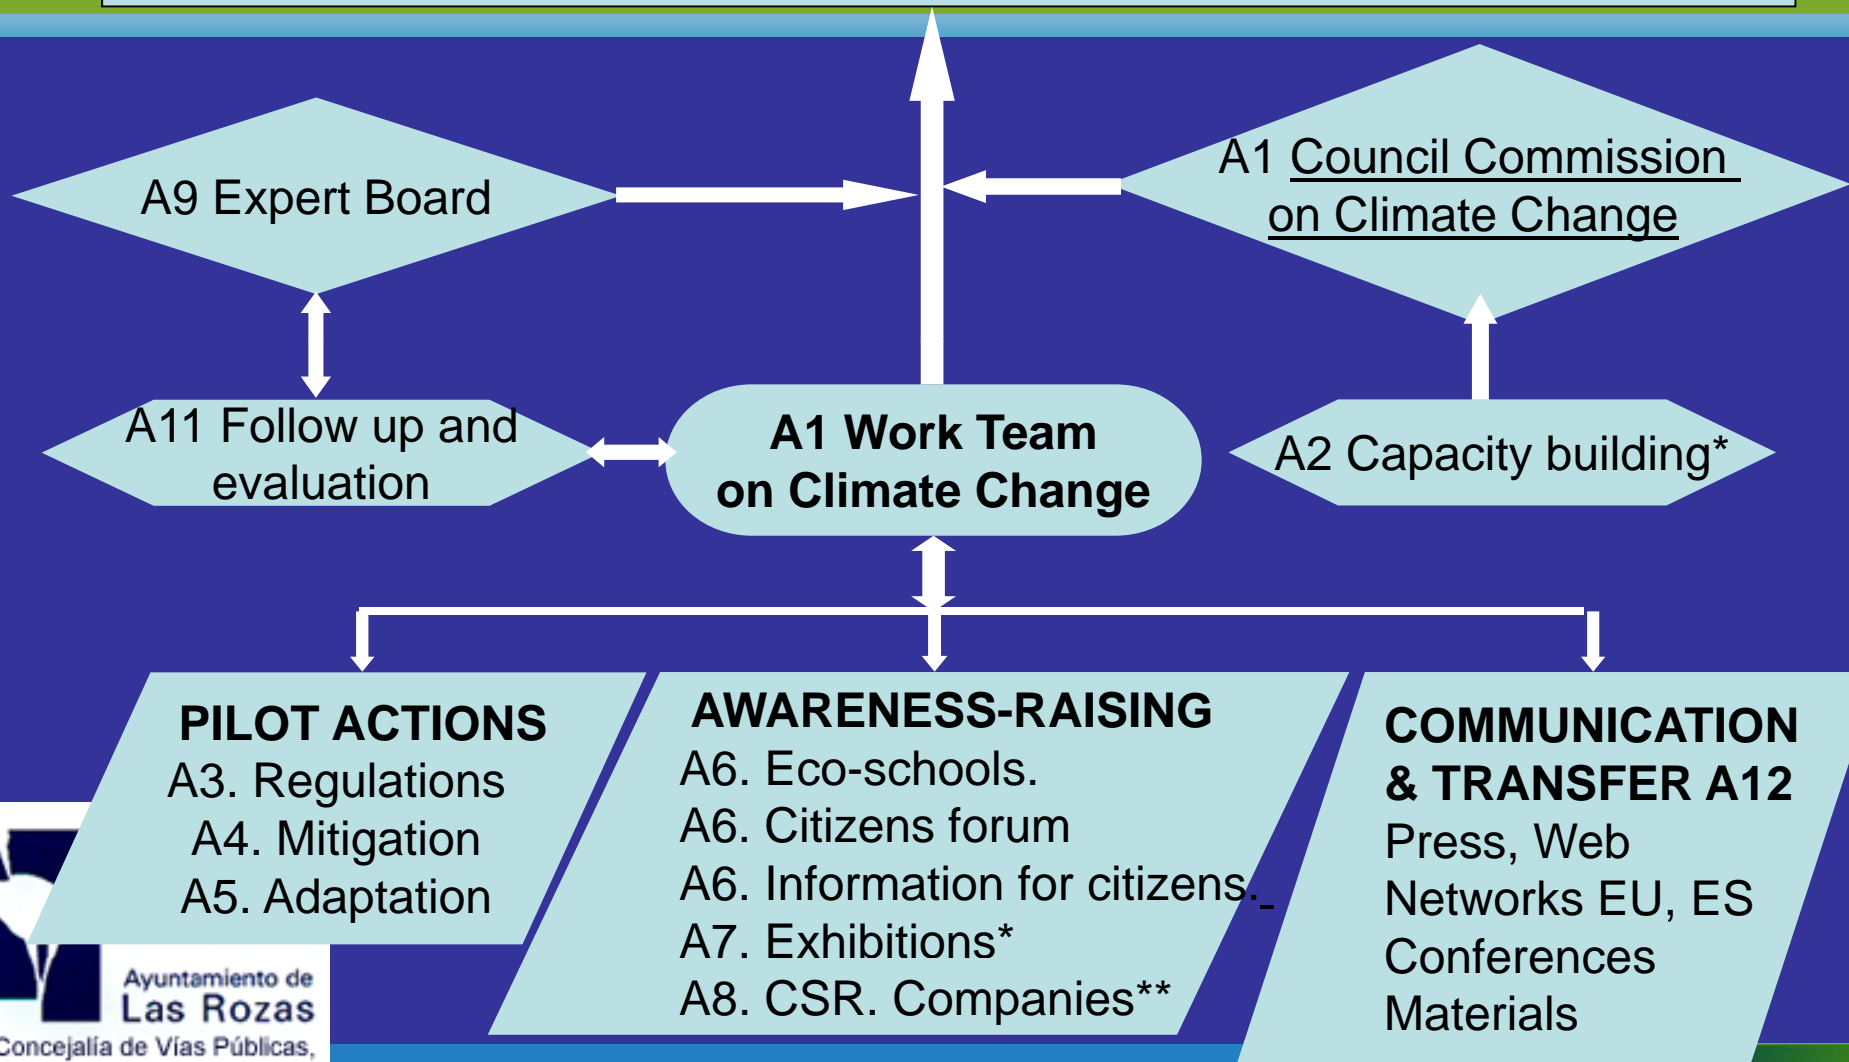 A9 Expert Board
A1 Council Commission
on Climate Change
A11 Follow up and
evaluation
A1 Work Team
on Climate Change
A2 Capacity building*
PILOT ACTIONS
A3. Regulations
A4. Mitigation
A5. Adaptation
AWARENESS-RAISING
A6. Eco-schools.
A6. Citizens forum
A6. Information for citizens.
A7. Exhibitions*
A8. CSR. Companies**
COMMUNICATION
& TRANSFER A12
Press, Web
Networks EU, ES
Conferences
Materials
Ayuntamiento de
Las Rozas
Concejalía de Vías Públicas,